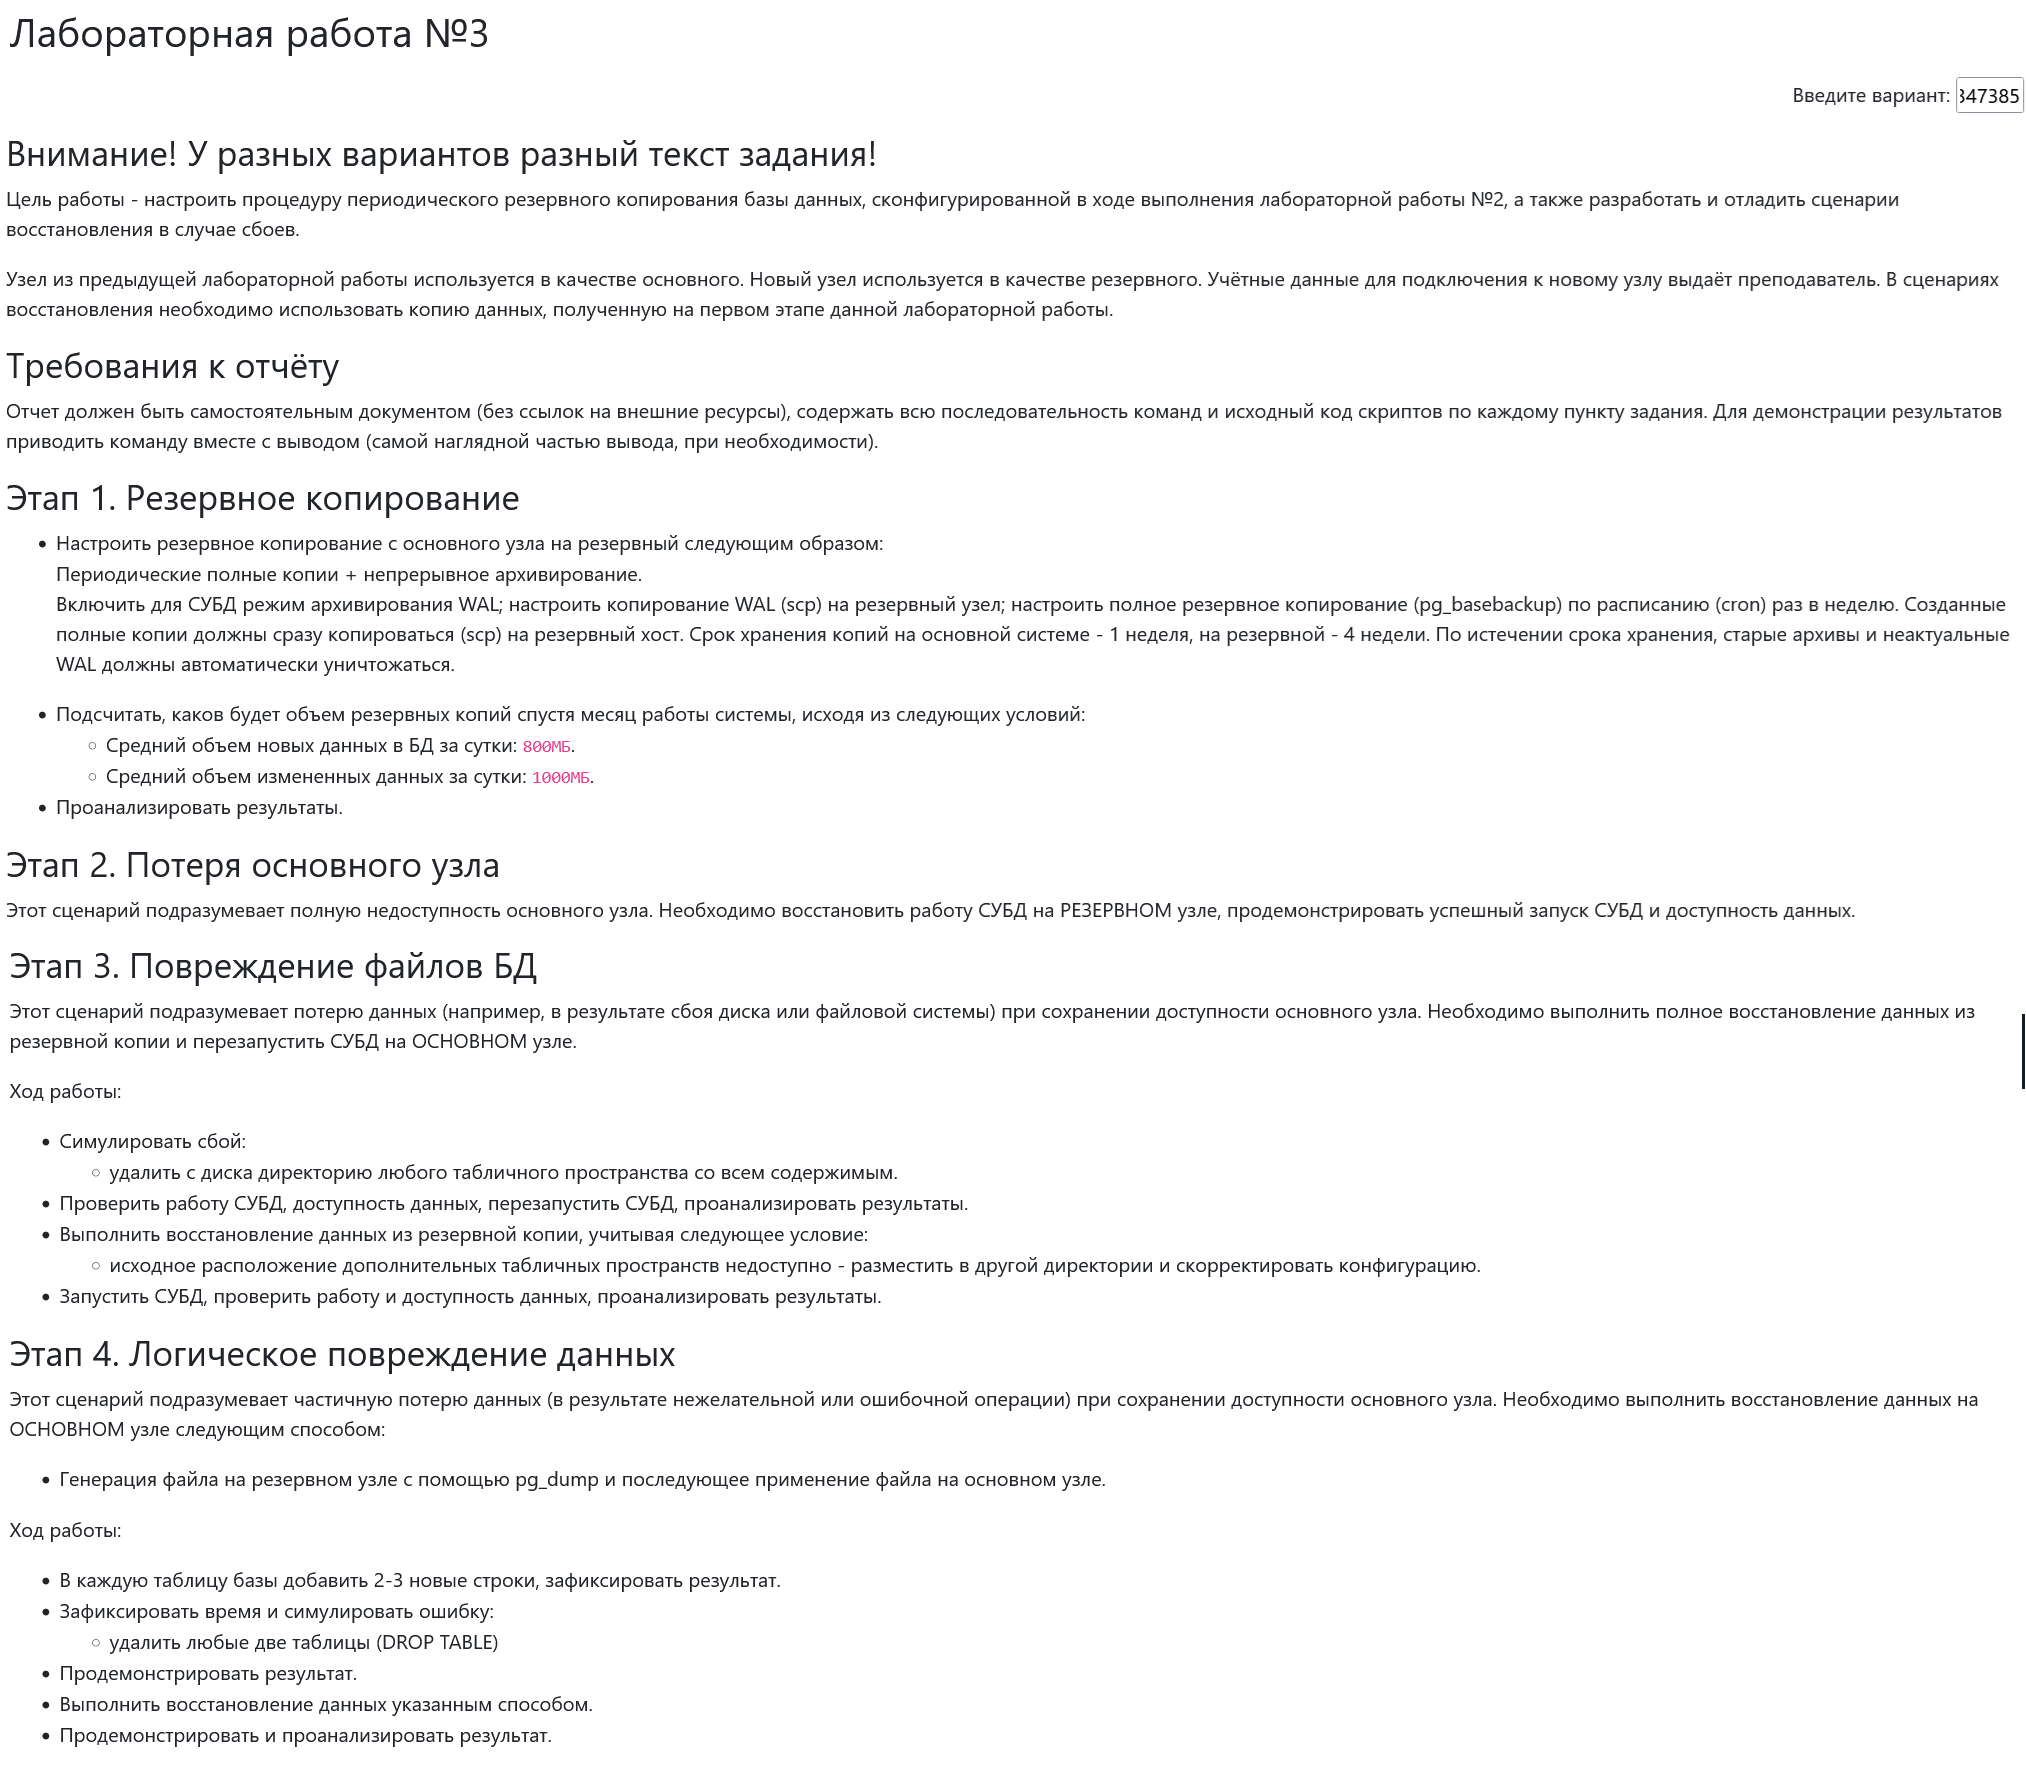 Лабораторная работа №3
Введите вариант: 347385
Внимание! У разных вариантов разный текст задания!
Цель работы - настроить процедуру периодического резервного копирования базы данных, сконфигурированной в ходе выполнения лабораторной работы №2, а также разработать и отладить сценарии
восстановления в случае сбоев.
Узел из предыдущей лабораторной работы используется в качестве основного. Новый узел используется в качестве резервного. Учётные данные для подключения к новому узлу выдаёт преподаватель. В сценариях
восстановления необходимо использовать копию данных, полученную на первом этапе данной лабораторной работы.
Требования к отчёту
Отчет должен быть самостоятельным документом (без ссылок на внешние ресурсы), содержать всю последовательность команд и исходный код скриптов по каждому пункту задания. Для демонстрации результатов
приводить команду вместе с выводом (самой наглядной частью вывода, при необходимости).
Этап 1. Резервное копирование
• Настроить резервное копирование с основного узла на резервный следующим образом:
Периодические полные копии + непрерывное архивирование.
Включить для СУБД режим архивирования WAL; настроить копирование WAL (scp) на резервный узел; настроить полное резервное копирование (pg_basebackup) по расписанию (cron) раз в неделю. Созданные
полные копии должны сразу копироваться (scp) на резервный хост. Срок хранения копий на основной системе - 1 неделя, на резервной - 4 недели. По истечении срока хранения, старые архивы и неактуальные
WAL должны автоматически уничтожаться.
• Подсчитать, каков будет объем резервных копий спустя месяц работы системы, исходя из следующих условий:
◦ Средний объем новых данных в БД за сутки: 800МБ.
◦ Средний объем измененных данных за сутки: 1000МБ.
• Проанализировать результаты.
Этап 2. Потеря основного узла
Этот сценарий подразумевает полную недоступность основного узла. Необходимо восстановить работу СУБД на РЕЗЕРВНОМ узле, продемонстрировать успешный запуск СУБД и доступность данных.
Этап 3. Повреждение файлов БД
Этот сценарий подразумевает потерю данных (например, в результате сбоя диска или файловой системы) при сохранении доступности основного узла. Необходимо выполнить полное восстановление данных из
резервной копии и перезапустить СУБД на ОСНОВНОМ узле.
Ход работы:
• Симулировать сбой:
◦ удалить с диска директорию любого табличного пространства со всем содержимым.
• Проверить работу СУБД, доступность данных, перезапустить СУБД, проанализировать результаты.
• Выполнить восстановление данных из резервной копии, учитывая следующее условие:
◦ исходное расположение дополнительных табличных пространств недоступно - разместить в другой директории и скорректировать конфигурацию.
• Запустить СУБД, проверить работу и доступность данных, проанализировать результаты.
Этап 4. Логическое повреждение данных
Этот сценарий подразумевает частичную потерю данных (в результате нежелательной или ошибочной операции) при сохранении доступности основного узла. Необходимо выполнить восстановление данных на
ОСНОВНОМ узле следующим способом:
• Генерация файла на резервном узле с помощью pg_dump и последующее применение файла на основном узле.
Ход работы:
• В каждую таблицу базы добавить 2-3 новые строки, зафиксировать результат.
• Зафиксировать время и симулировать ошибку:
◦ удалить любые две таблицы (DROP TABLE)
• Продемонстрировать результат.
• Выполнить восстановление данных указанным способом.
• Продемонстрировать и проанализировать результат.